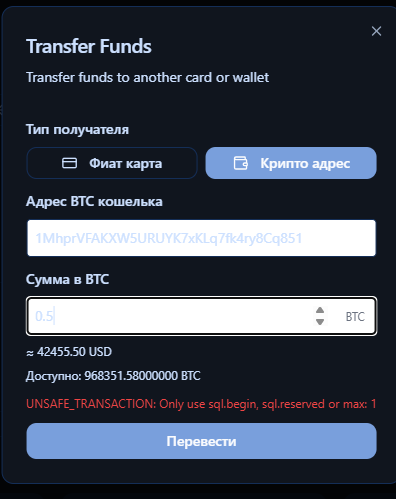 Transfer Funds
Transfer funds to another card or wallet
Тип получателя
Фиат карта
Крипто адрес
Адрес BTC кошелька
1MhprVFAKXW5URUYK7xKLq7fk4ry8Cq851
Сумма в BTC
0.5
BTC
≈ 42455.50 USD
Доступно: 968351.58000000 BTC
UNSAFE_TRANSACTION: Only use sql.begin, sql.reserved or max: 1
Перевести